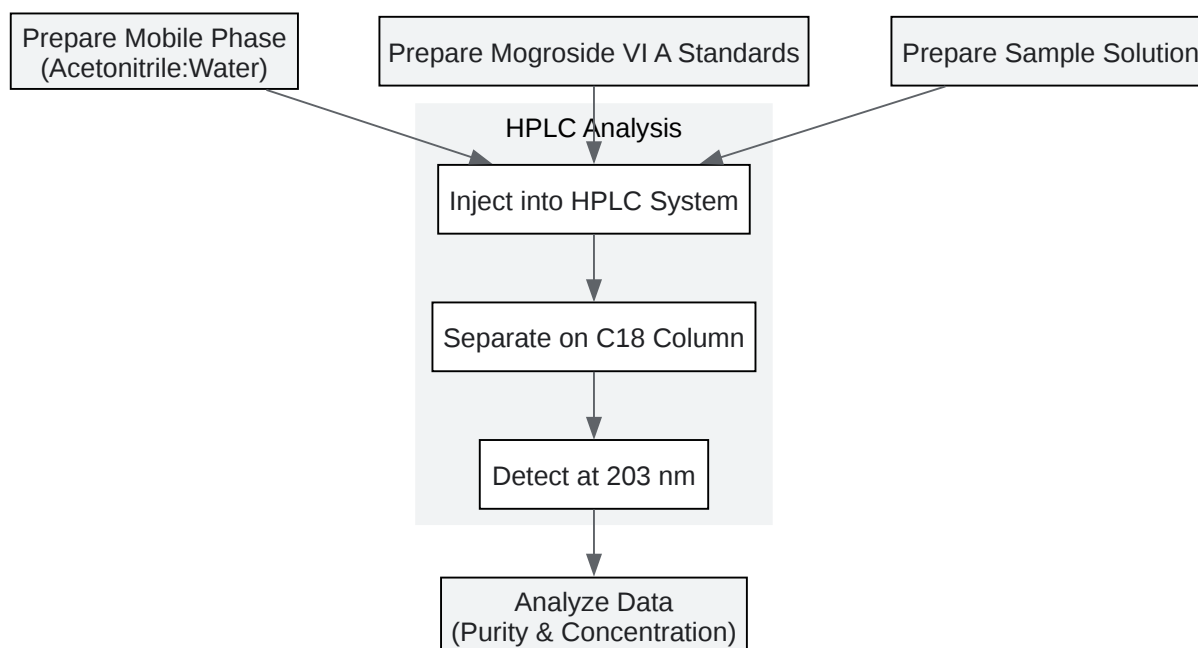 Prepare Mobile Phase
(Acetonitrile:Water)
Prepare Mogroside VI A Standards
Prepare Sample Solution
HPLC Analysis
Inject into HPLC System
Separate on C18 Column
Detect at 203 nm
Analyze Data
(Purity & Concentration)